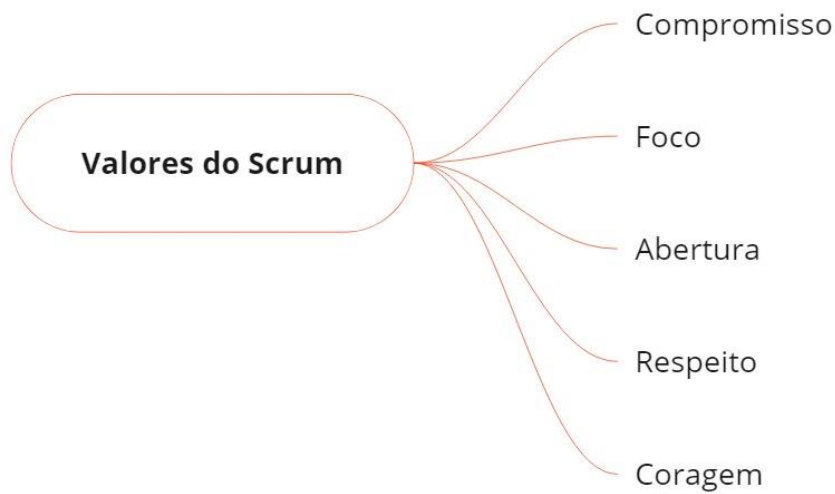 Valores do Scrum
Compromisso
Foco
Abertura
Respeito
Coragem